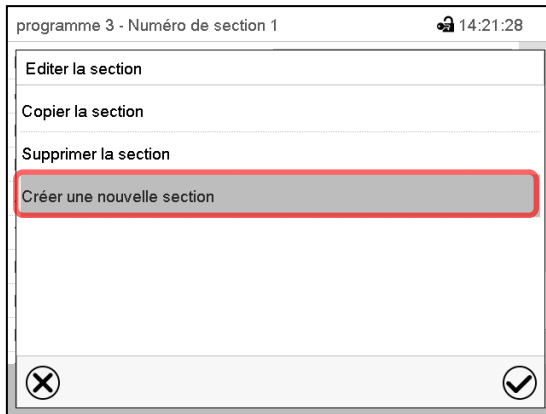 programme 3 - Numéro de section 1 14:21:28
Editer la section
Copier la section
Supprimer la section
Créer une nouvelle section